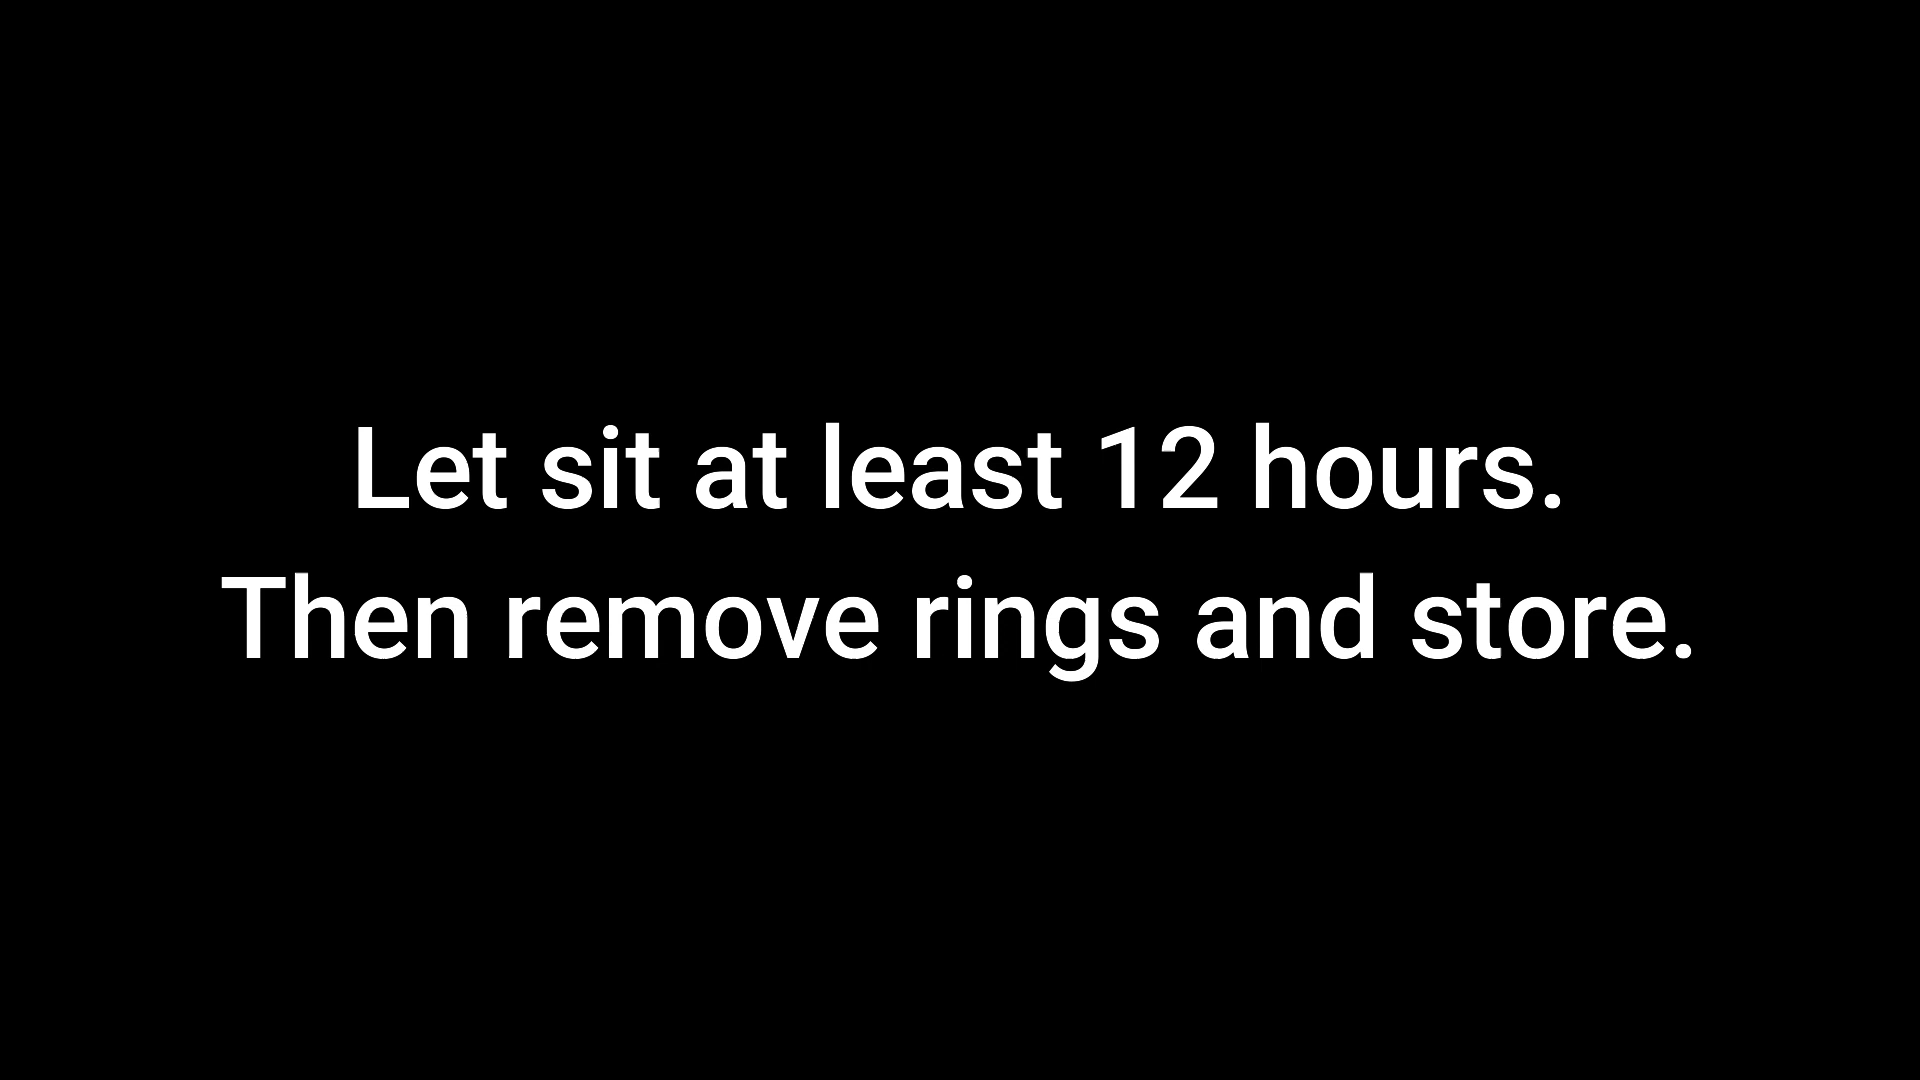 Let sit at least 12 hours.
Then remove rings and store.